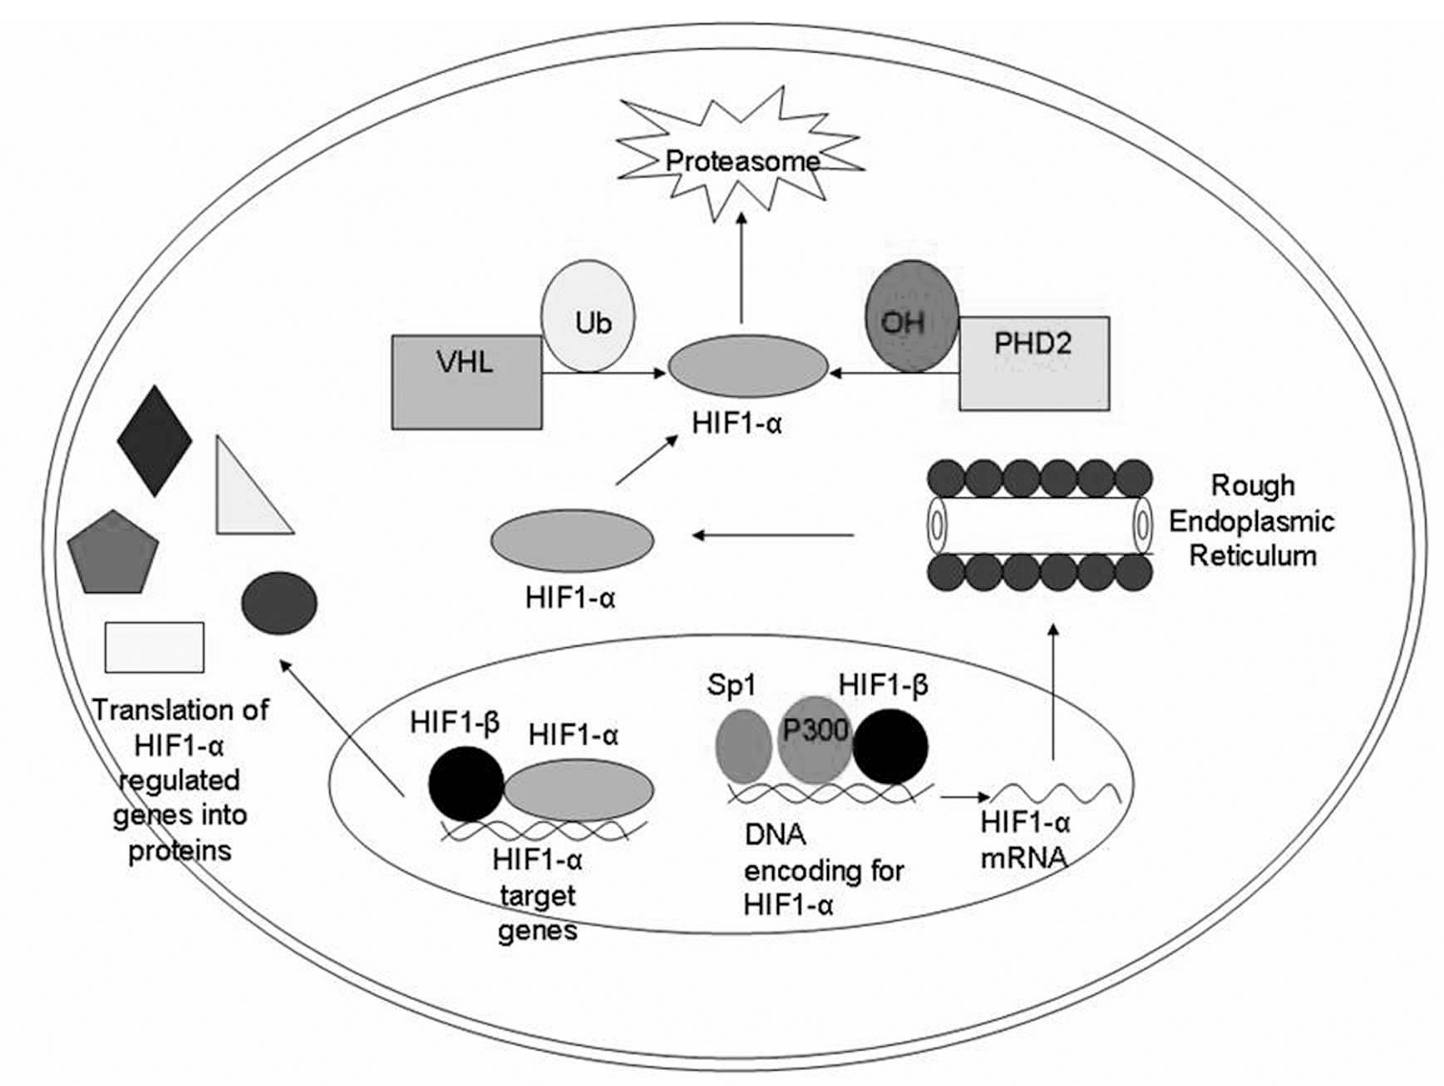 Proteasome
Ub
OH
VHL
PHD2
HIF1-α
Rough
Endoplasmic
Reticulum
HIF1-α
Translation of
HIF1-α
regulated
genes into
proteins
HIF1-β
HIF1-α
HIF1-α
target
genes
Sp1
P300
HIF1-β
DNA
encoding for
HIF1-α
HIF1-α
mRNA